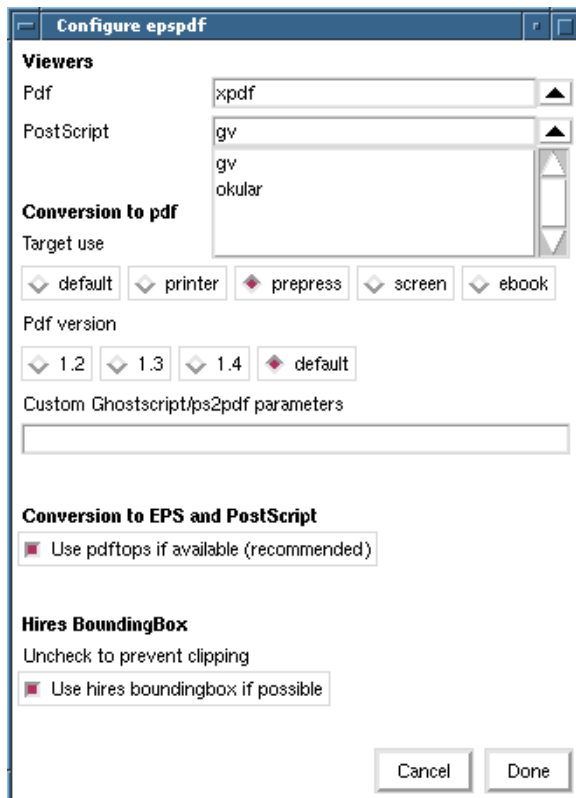 Configure epspdf
Viewers
Pdf xpdf
PostScript gv
gv
okular
Conversion to pdf
Target use
default printer prepress screen ebook
Pdf version
1.2 1.3 1.4 default
Custom Ghostscript/ps2pdf parameters
Conversion to EPS and PostScript
Use pdftops if available (recommended)
Hires BoundingBox
Uncheck to prevent clipping
Use hires boundingbox if possible
Cancel Done